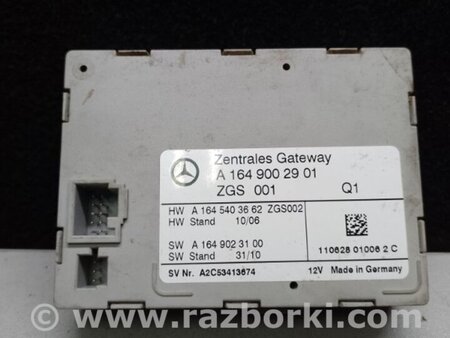 Zentrales Gateway
A 164 900 29 01
ZGS 001 Q1
HW A 164 540 36 62 ZGS002
HW Stand 10/06
SW A 164 902 31 00
SW Stand 31/10
110628 01006 2 C
SV Nr. A2C53413674 12V Made in Germany
www.razborki.com